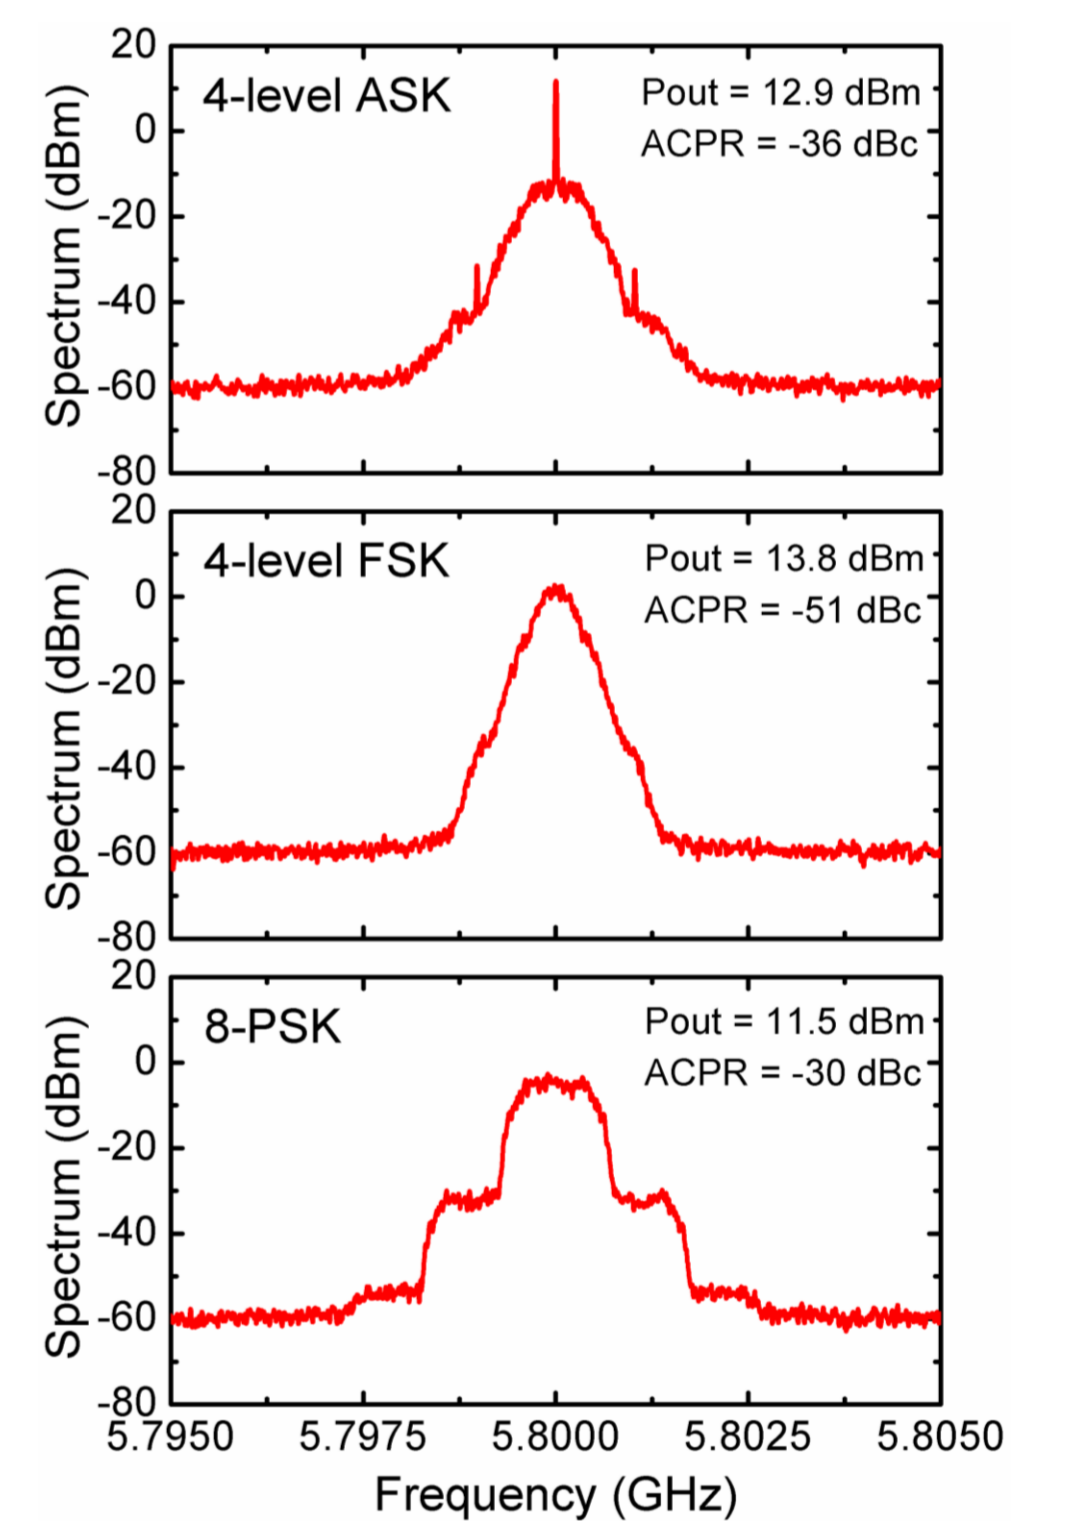 20
4-level ASK
Pout = 12.9 dBm
ACPR = -36 dBc
0
-20
-40
-60
-80
Spectrum (dBm)
20
4-level FSK
Pout = 13.8 dBm
ACPR = -51 dBc
0
-20
-40
-60
-80
Spectrum (dBm)
20
8-PSK
Pout = 11.5 dBm
ACPR = -30 dBc
0
-20
-40
-60
-80
Spectrum (dBm)
5.7950 5.7975 5.8000 5.8025 5.8050
Frequency (GHz)